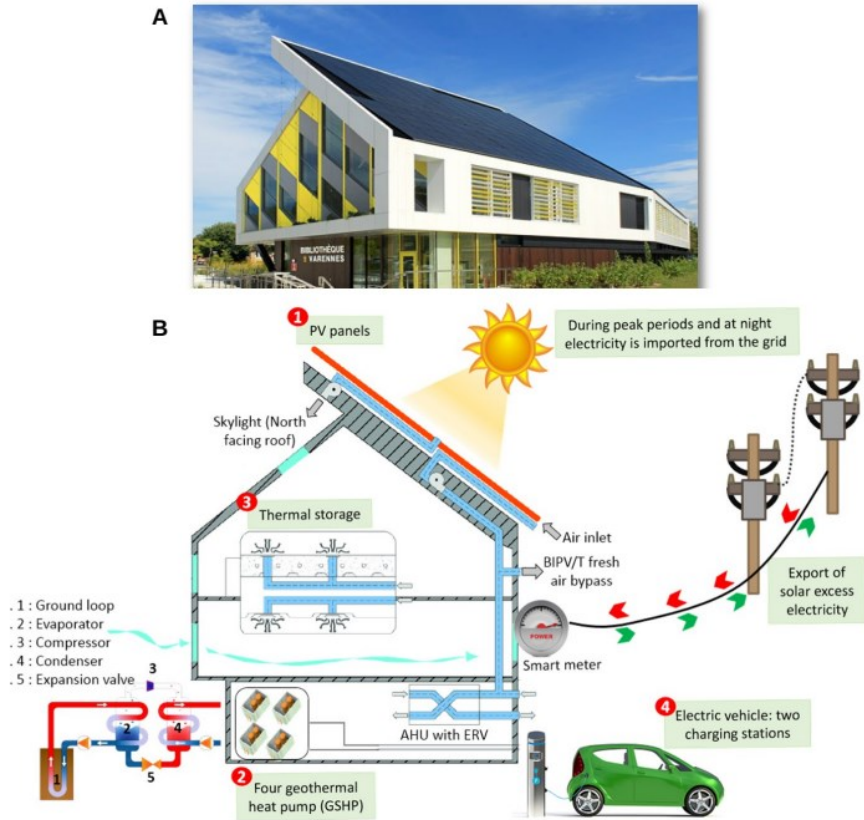 A
BIBLIOTHÈQUE
VARENNES
B
1
PV panels
During peak periods and at night
electricity is imported from the grid
Skylight (North
facing roof)
3
Thermal storage
Air inlet
BIPV/T fresh
air bypass
Export of
solar excess
electricity
. 1 : Ground loop
. 2 : Evaporator
. 3 : Compressor
. 4 : Condenser
. 5 : Expansion valve
POWER
Smart meter
3
2
4
1
5
AHU with ERV
4
Electric vehicle: two
charging stations
2
Four geothermal
heat pump (GSHP)